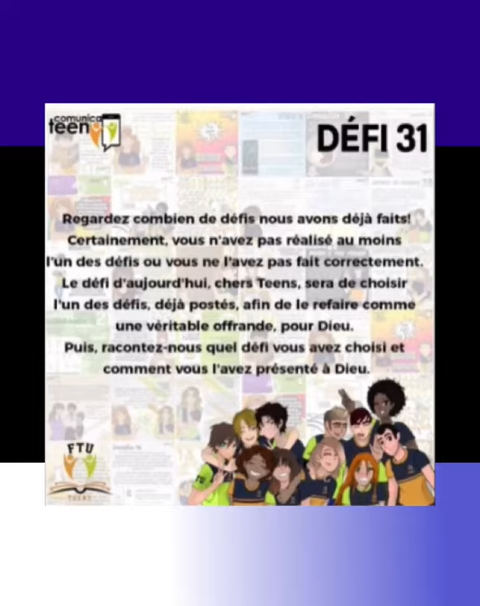 comunica
teen
DÉFI 31
Regardez combien de défis nous avons déjà faits!
Certainement, vous n'avez pas réalisé au moins
l'un des défis ou vous ne l'avez pas fait correctement.
Le défi d'aujourd'hui, chers Teens, sera de choisir
l'un des défis, déjà postés, afin de le refaire comme
une véritable offrande, pour Dieu.
Puis, racontez-nous quel défi vous avez choisi et
comment vous l'avez présenté à Dieu.
FTU